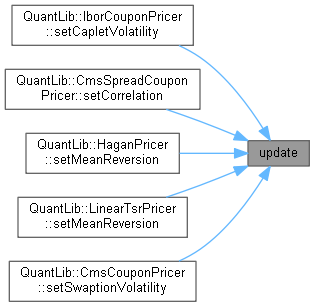 QuantLib::IborCouponPricer
::setCapletVolatility
QuantLib::CmsSpreadCoupon
Pricer::setCorrelation
QuantLib::HaganPricer
::setMeanReversion
update
QuantLib::LinearTsrPricer
::setMeanReversion
QuantLib::CmsCouponPricer
::setSwaptionVolatility